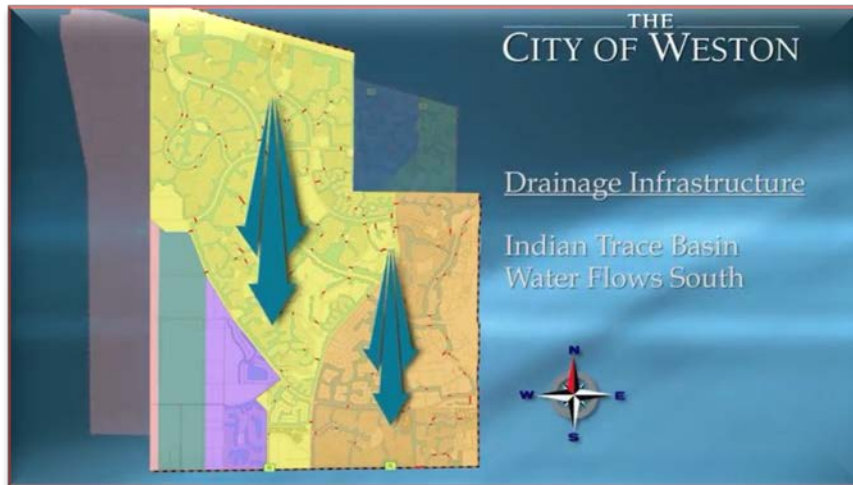 THE
CITY OF WESTON
Drainage Infrastructure
Indian Trace Basin
Water Flows South
N
W
E
S